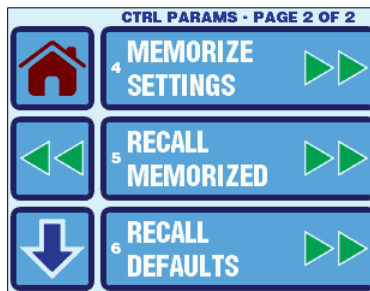 CTRL PARAMS - PAGE 2 OF 2
4 MEMORIZE
SETTINGS
5 RECALL
MEMORIZED
6 RECALL
DEFAULTS